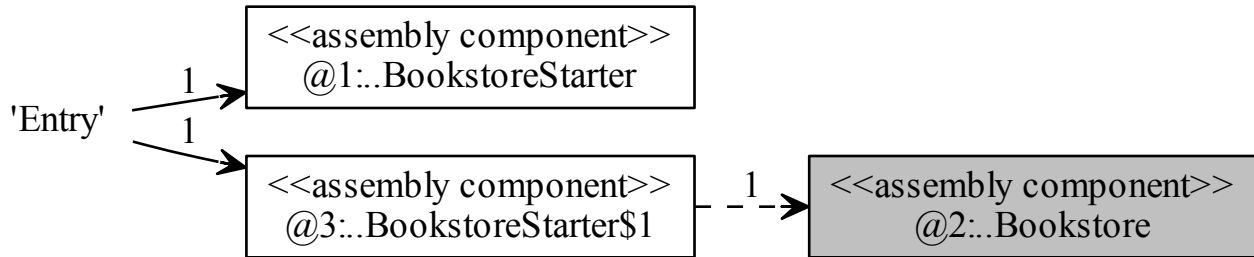 <<assembly component>>
@1:..BookstoreStarter
1
'Entry'
1
<<assembly component>>
@3:..BookstoreStarter$1
1
<<assembly component>>
@2:..Bookstore